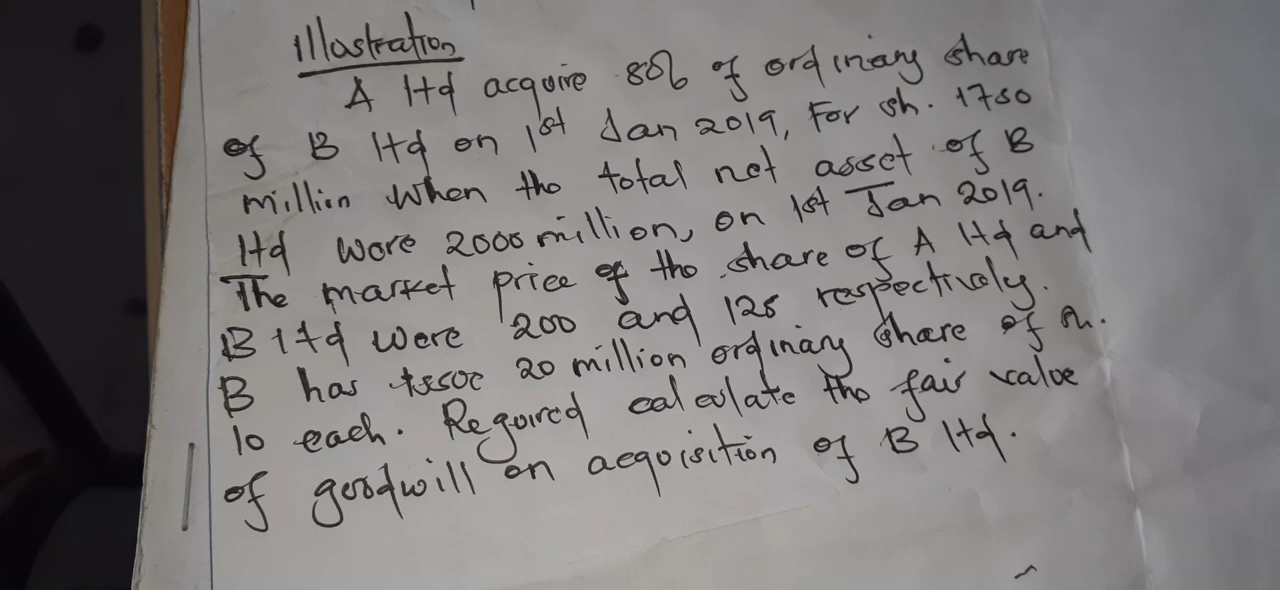 Illustration
A ltd acquire 80% of ordinary share
of B ltd on 1st Jan 2019, For sh. 1750
million when the total net asset of B
ltd were 2000 million, on 1st Jan 2019.
The market price of the share of A ltd and
B ltd were 200 and 125 respectively.
B has issue 20 million ordinary share of sh.
10 each. Required calculate the fair value
of goodwill on acquisition of B ltd.